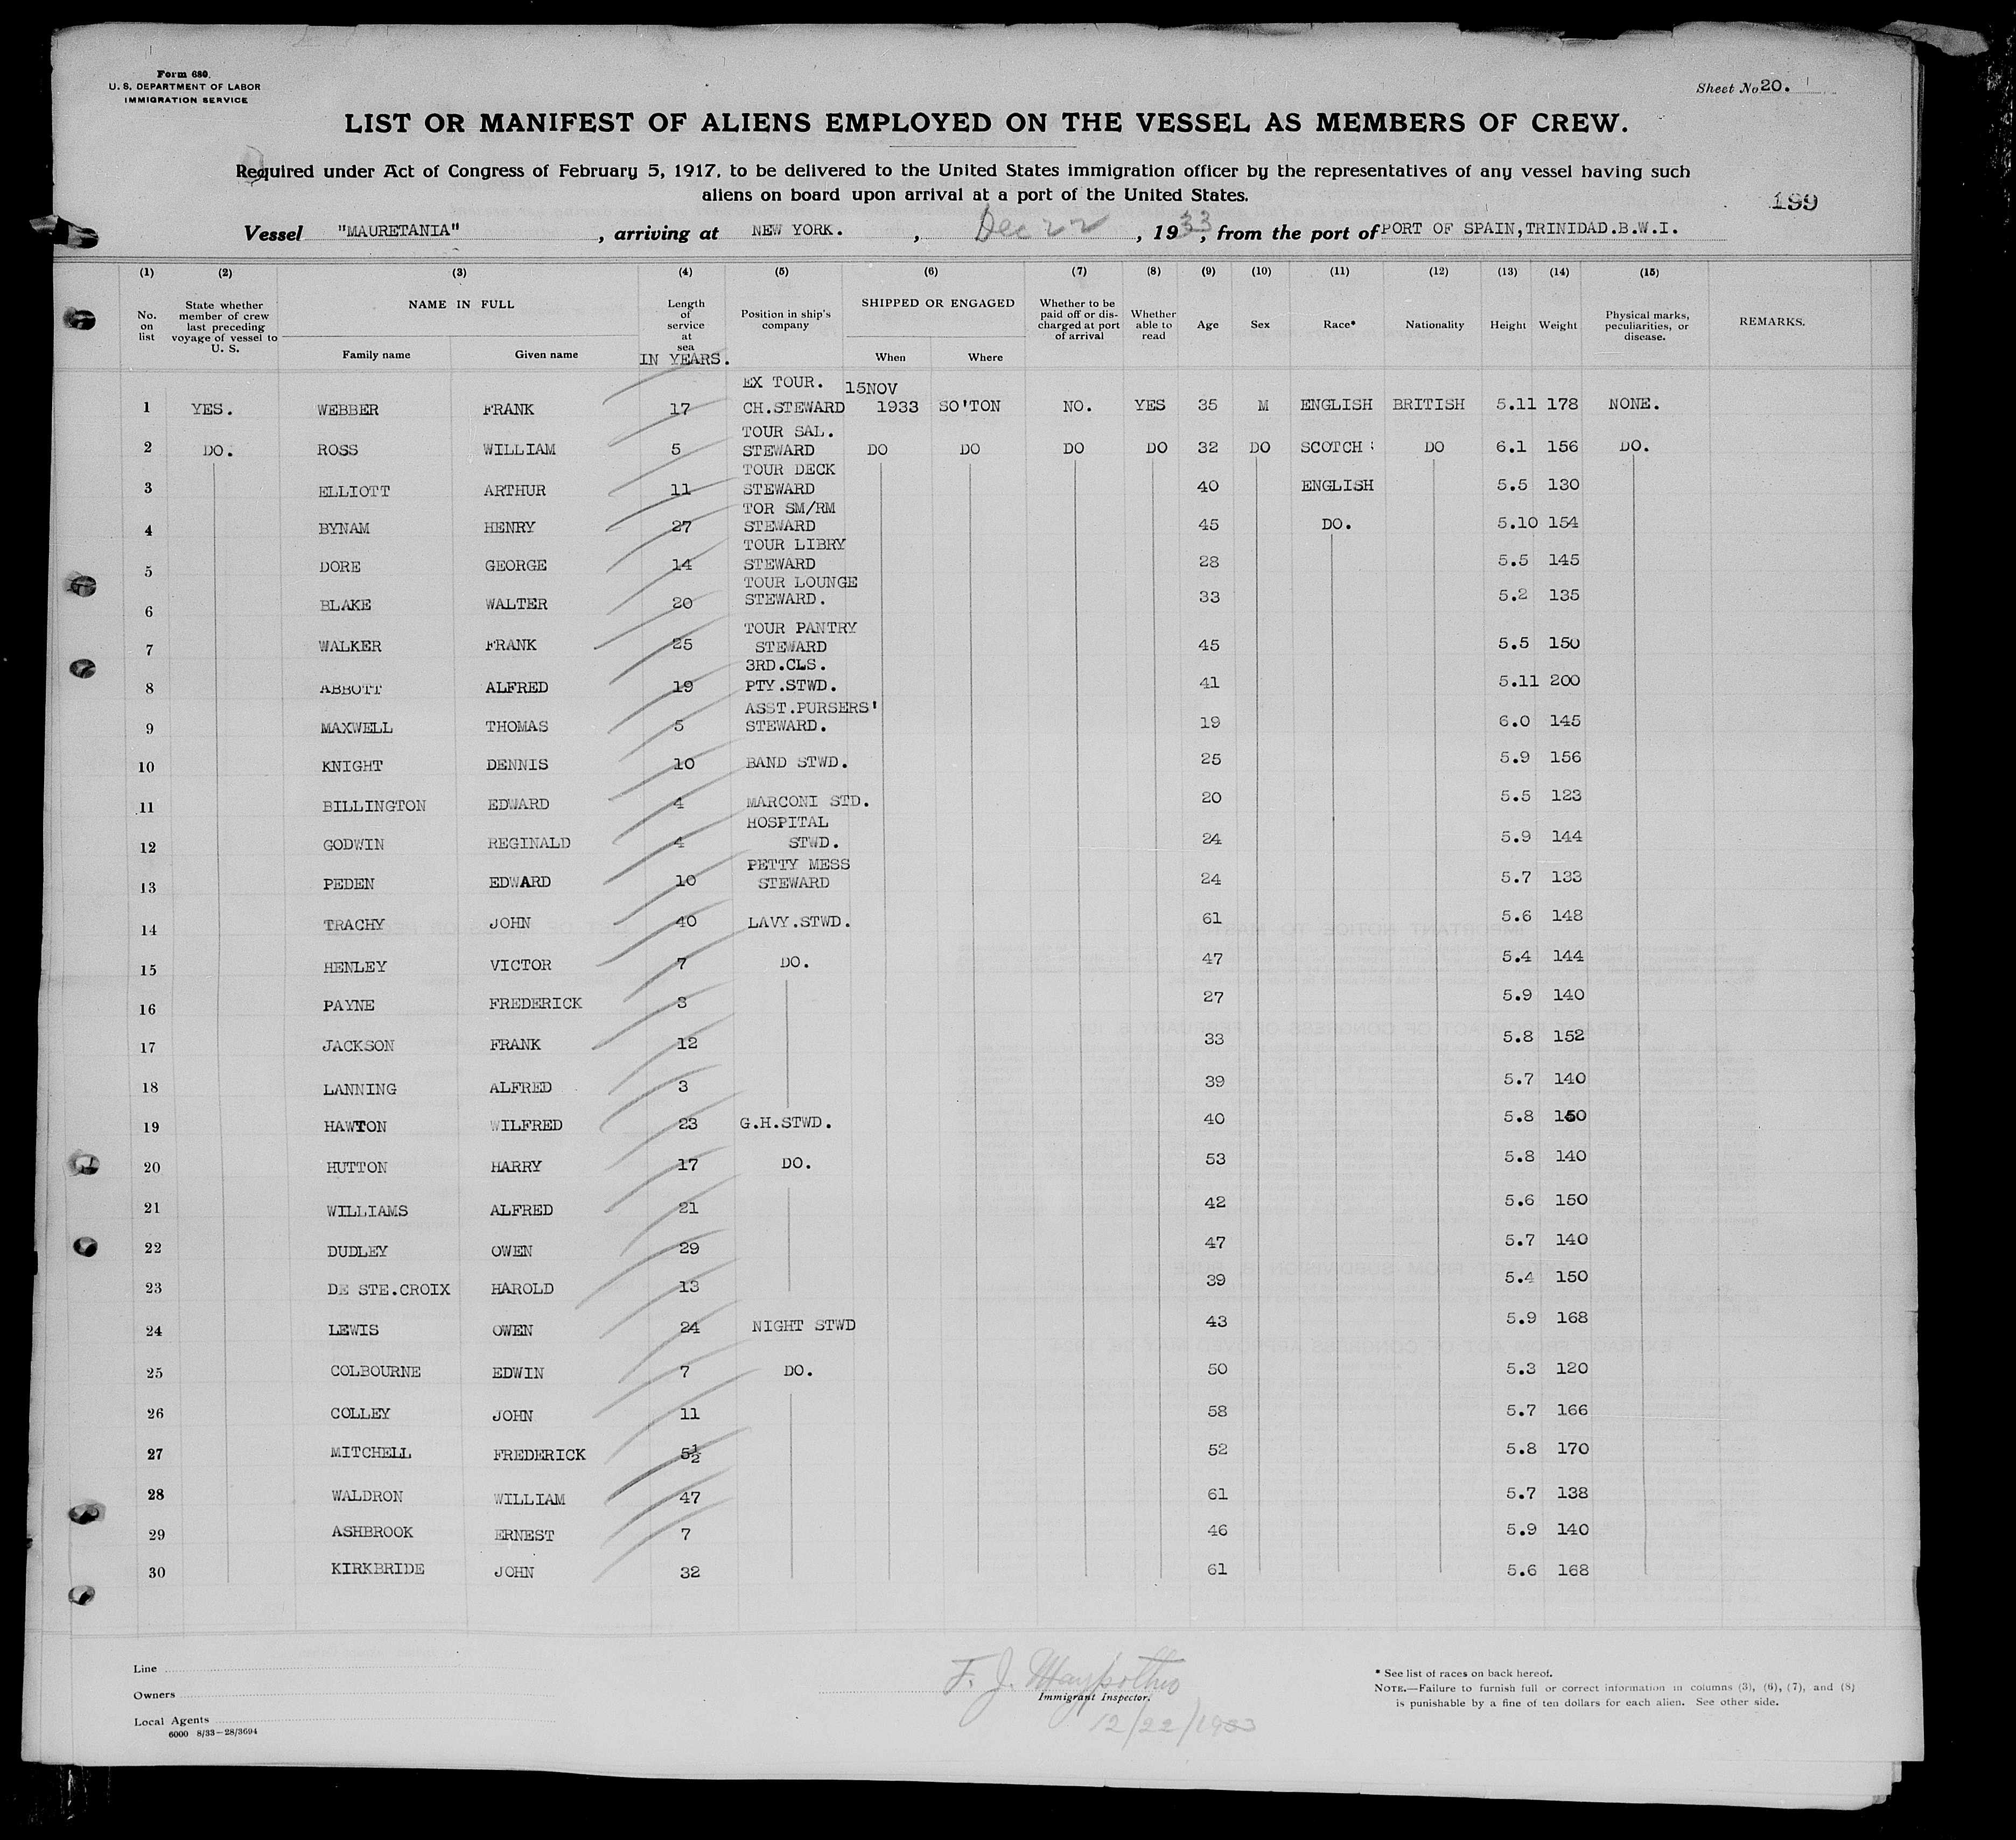 Form 680.
U. S. DEPARTMENT OF LABOR
IMMIGRATION SERVICE
Sheet No 20.
LIST OR MANIFEST OF ALIENS EMPLOYED ON THE VESSEL AS MEMBERS OF CREW.
Required under Act of Congress of February 5, 1917, to be delivered to the United States immigration officer by the representatives of any vessel having such
aliens on board upon arrival at a port of the United States.
199
Vessel "MAURETANIA", arriving at NEW YORK., Dec 22, 1933, from the port of PORT OF SPAIN, TRINIDAD.B.W.I.
(1) (2) (3) (4) (5) (6) (7) (8) (9) (10) (11) (12) (13) (14) (15)
No. on list State whether member of crew last preceding voyage of vessel to U. S. NAME IN FULL Family name Given name Length of service at sea IN YEARS. Position in ship's company SHIPPED OR ENGAGED When Where Whether to be paid off or discharged at port of arrival Whether able to read Age Sex Race* Nationality Height Weight Physical marks, peculiarities, or disease. REMARKS.
1 YES. WEBBER FRANK 17 EX TOUR. CH.STEWARD 15NOV 1933 SO'TON NO. YES 35 M ENGLISH BRITISH 5.11 178 NONE.
2 DO. ROSS WILLIAM 5 TOUR SAL. STEWARD DO DO DO DO 32 DO SCOTCH DO 6.1 156 DO.
3 ELLIOTT ARTHUR 11 TOUR DECK STEWARD 40 ENGLISH 5.5 130
4 BYNAM HENRY 27 TOR SM/RM STEWARD 45 DO. 5.10 154
5 DORE GEORGE 14 TOUR LIBRY STEWARD 28 5.5 145
6 BLAKE WALTER 20 TOUR LOUNGE STEWARD. 33 5.2 135
7 WALKER FRANK 25 TOUR PANTRY STEWARD 45 5.5 150
8 ABBOTT ALFRED 19 3RD.CLS. PTY.STWD. 41 5.11 200
9 MAXWELL THOMAS 5 ASST.PURSERS' STEWARD. 19 6.0 145
10 KNIGHT DENNIS 10 BAND STWD. 25 5.9 156
11 BILLINGTON EDWARD 4 MARCONI STD. 20 5.5 123
12 GODWIN REGINALD 4 HOSPITAL STWD. 24 5.9 144
13 PEDEN EDWARD 10 PETTY MESS STEWARD 24 5.7 133
14 TRACHY JOHN 40 LAVY.STWD. 61 5.6 148
15 HENLEY VICTOR 7 DO. 47 5.4 144
16 PAYNE FREDERICK 3 27 5.9 140
17 JACKSON FRANK 12 33 5.8 152
18 LANNING ALFRED 3 39 5.7 140
19 HAWTON WILFRED 23 G.H.STWD. 40 5.8 150
20 HUTTON HARRY 17 DO. 53 5.8 140
21 WILLIAMS ALFRED 21 42 5.6 150
22 DUDLEY OWEN 29 47 5.7 140
23 DE STE.CROIX HAROLD 13 39 5.4 150
24 LEWIS OWEN 24 NIGHT STWD 43 5.9 168
25 COLBOURNE EDWIN 7 DO. 50 5.3 120
26 COLLEY JOHN 11 58 5.7 166
27 MITCHELL FREDERICK 5½ 52 5.8 170
28 WALDRON WILLIAM 47 61 5.7 138
29 ASHBROOK ERNEST 7 46 5.9 140
30 KIRKBRIDE JOHN 32 61 5.6 168
Line
Owners
Local Agents
6000 8/33—28/3694
F. J.
Immigrant Inspector.
12/22/1933
* See list of races on back hereof.
NOTE.—Failure to furnish full or correct information in columns (3), (6), (7), and (8)
is punishable by a fine of ten dollars for each alien. See other side.